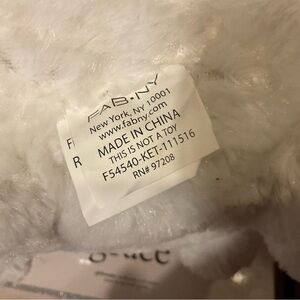 FAB•NY
New York, NY 10001
www.fabny.com
MADE IN CHINA
THIS IS NOT A TOY
F54540-KET-111516
RN# 97208